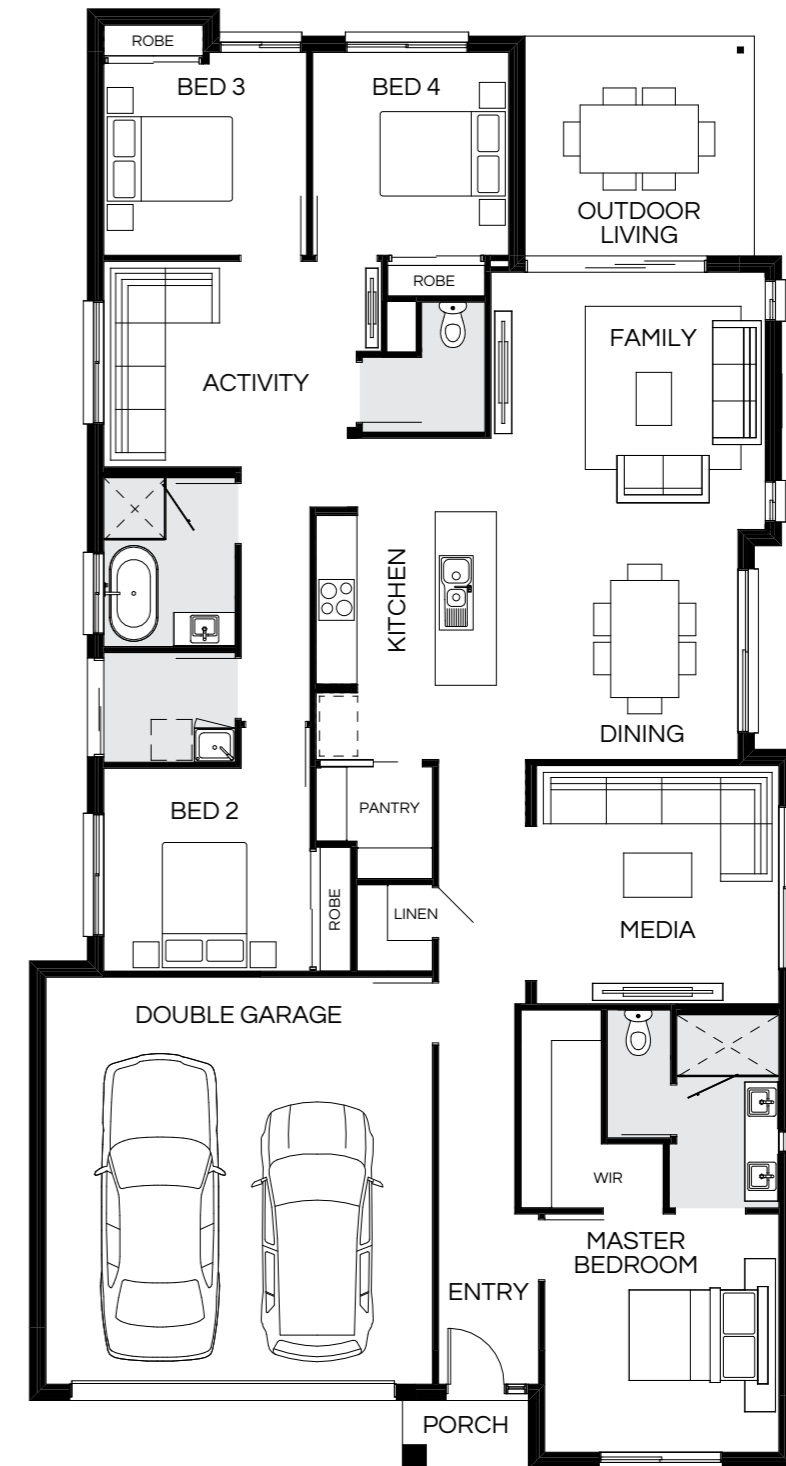 ROBE
BED 3
BED 4
OUTDOOR
LIVING
ROBE
FAMILY
ACTIVITY
KITCHEN
DINING
BED 2
PANTRY
ROBE
LINEN
MEDIA
DOUBLE GARAGE
WIR
MASTER
BEDROOM
ENTRY
PORCH